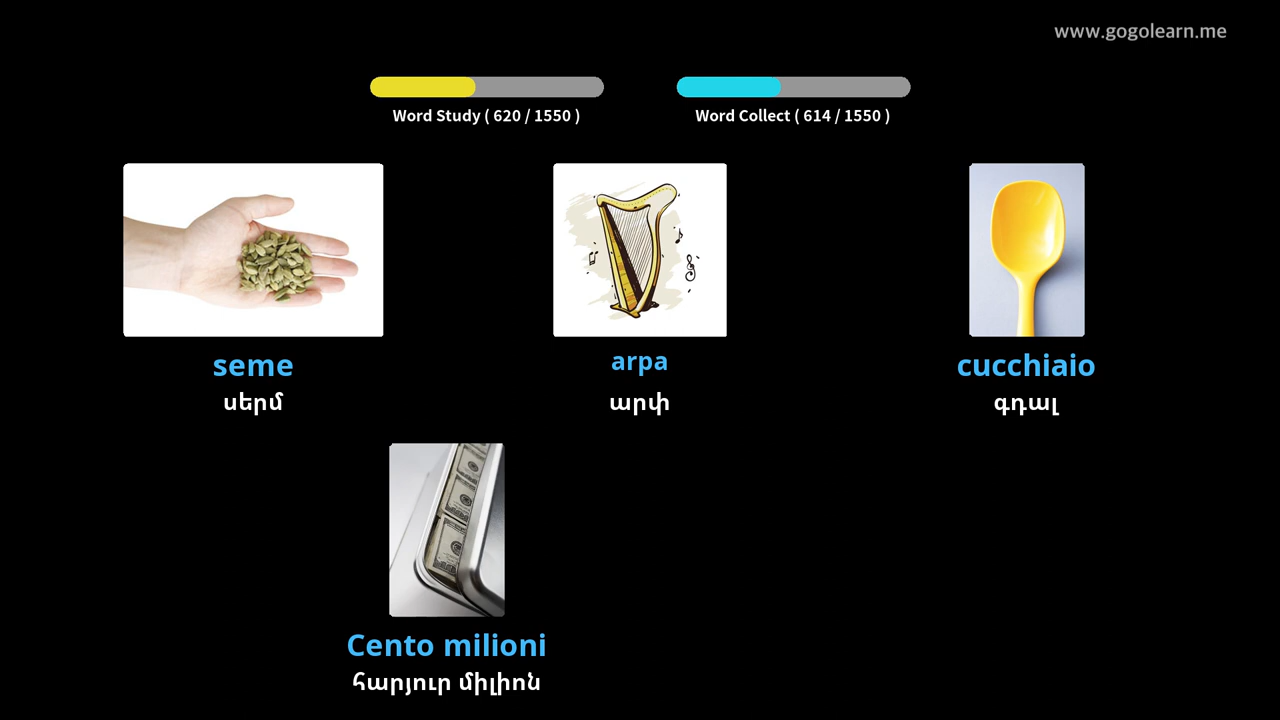 www.gogolearn.me
Word Study ( 620 / 1550 )
Word Collect ( 614 / 1550 )
seme
սերմ
arpa
արփ
cucchiaio
գդալ
Cento milioni
հարյուր միլիոն